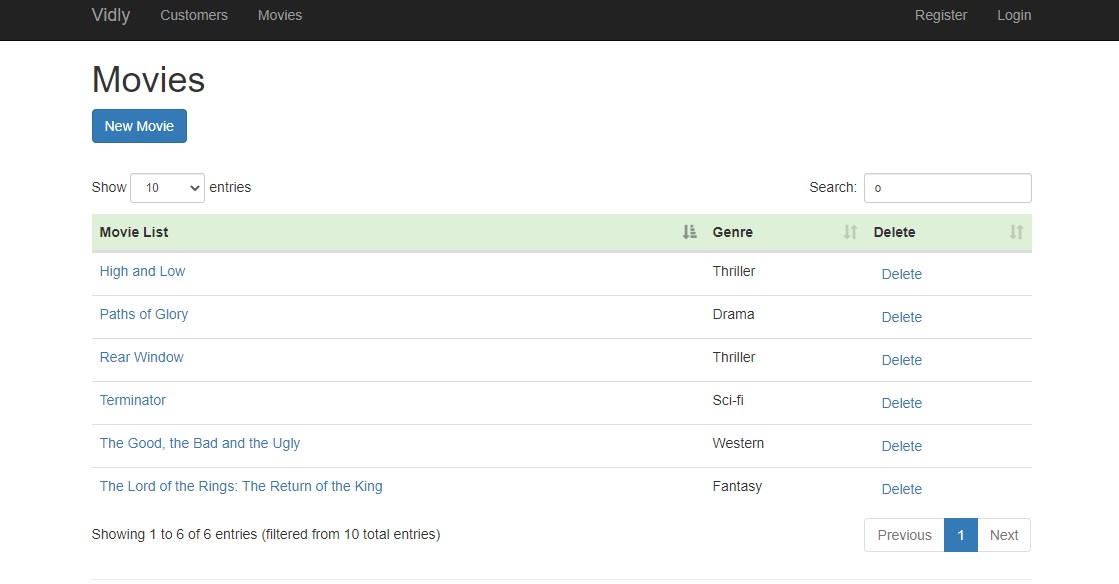 Vidly Customers Movies Register Login
Movies
New Movie
Show 10 entries Search: o
Movie List Genre Delete
High and Low Thriller Delete
Paths of Glory Drama Delete
Rear Window Thriller Delete
Terminator Sci-fi Delete
The Good, the Bad and the Ugly Western Delete
The Lord of the Rings: The Return of the King Fantasy Delete
Showing 1 to 6 of 6 entries (filtered from 10 total entries) Previous 1 Next